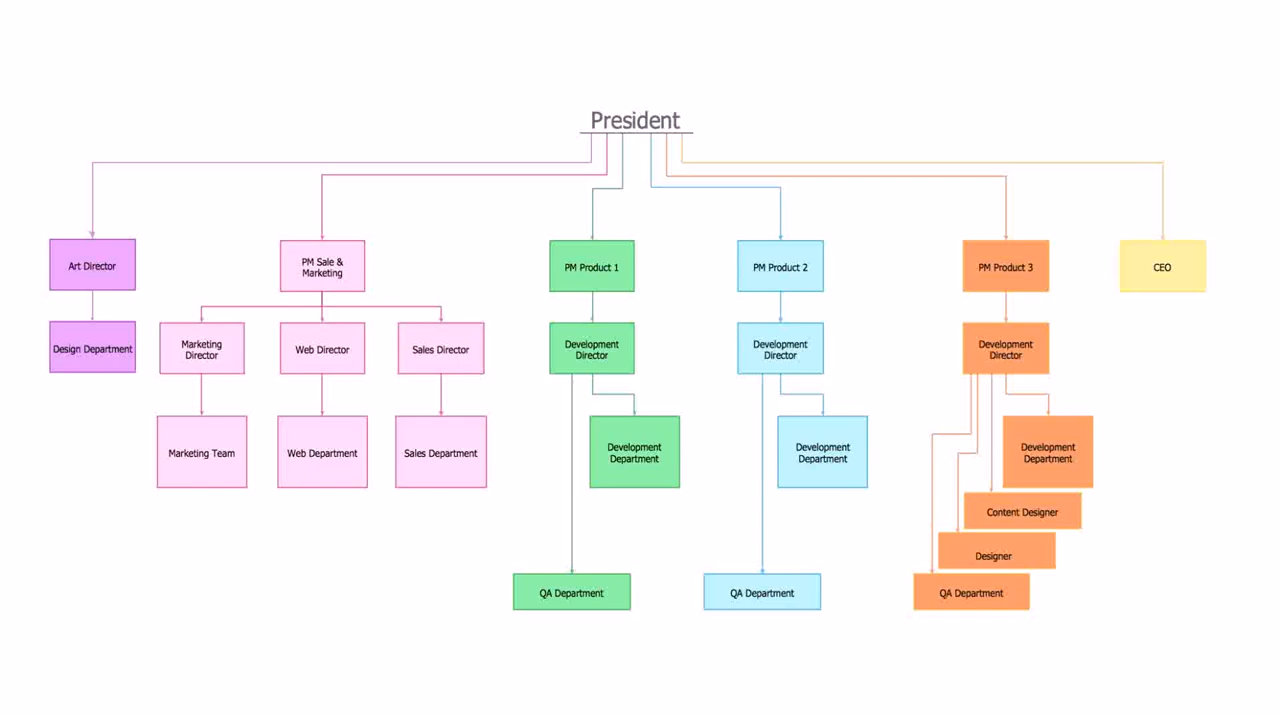 President
Art Director
PM Sale &
Marketing
PM Product 1
PM Product 2
PM Product 3
CEO
Design Department
Marketing
Director
Web Director
Sales Director
Development
Director
Development
Director
Development
Director
Marketing Team
Web Department
Sales Department
Development
Department
Development
Department
Development
Department
Content Designer
Designer
QA Department
QA Department
QA Department